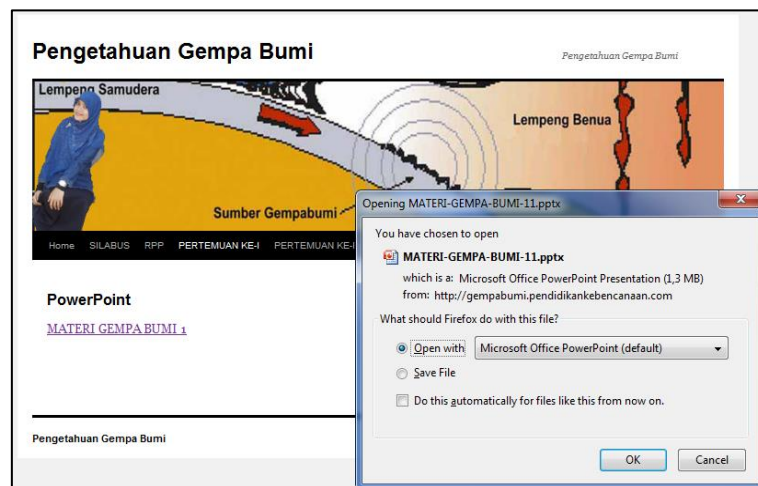 Pengetahuan Gempa Bumi
Pengetahuan Gempa Bumi
Lempeng Samudera
Lempeng Benua
Sumber Gempabumi
Home SILABUS RPP PERTEMUAN KE-I PERTEMUAN KE-I
PowerPoint
MATERI GEMPA BUMI 1
Pengetahuan Gempa Bumi
Opening MATERI-GEMPA-BUMI-11.pptx
You have chosen to open
MATERI-GEMPA-BUMI-11.pptx
which is a: Microsoft Office PowerPoint Presentation (1,3 MB)
from: http://gempabumi.pendidikankebencanaan.com
What should Firefox do with this file?
Open with Microsoft Office PowerPoint (default)
Save File
Do this automatically for files like this from now on.
OK Cancel